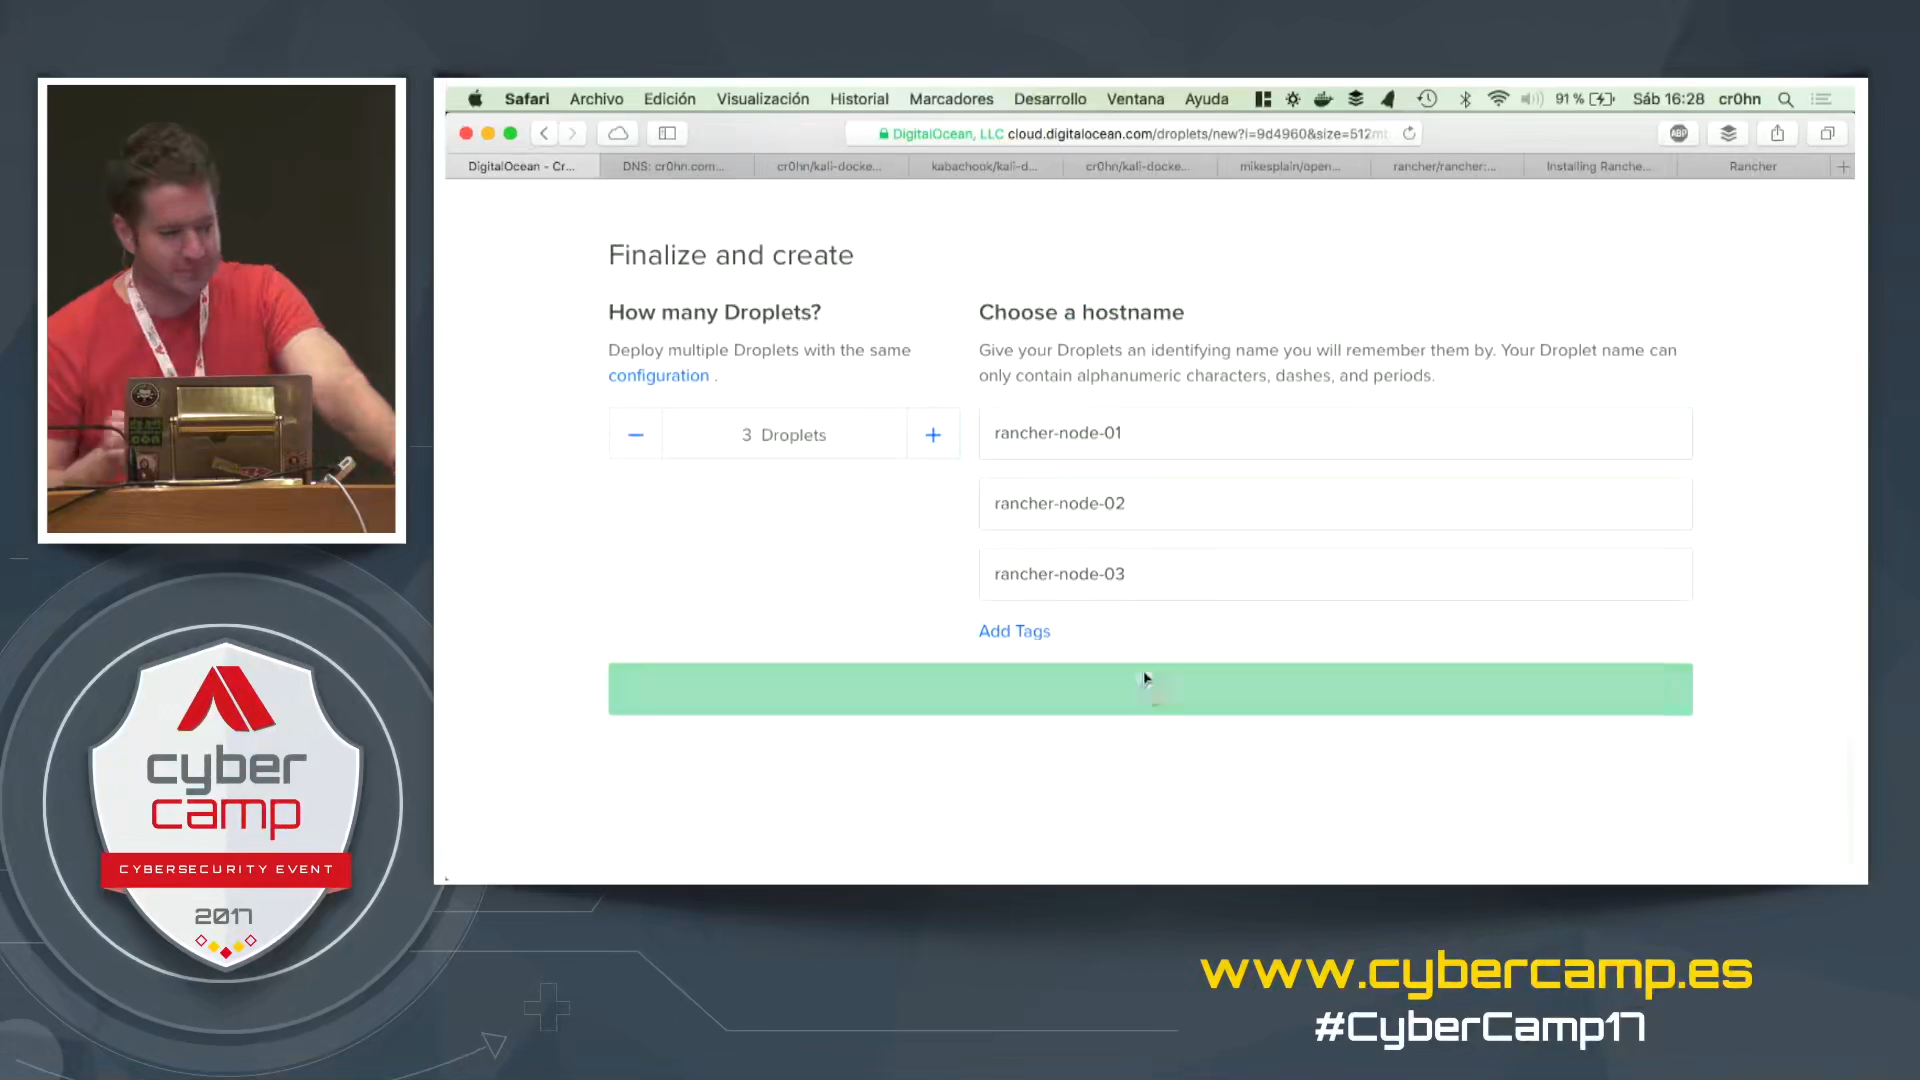 Safari Archivo Edición Visualización Historial Marcadores Desarrollo Ventana Ayuda 91 % Sáb 16:28 cr0hn
DigitalOcean, LLC cloud.digitalocean.com/droplets/new?i=9d4960&size=512m
ABP
DigitalOcean - Cr... DNS: cr0hn.com... cr0hn/kali-docke... kabachook/kali-d... cr0hn/kali-docke... mikesplain/open... rancher/rancher:... Installing Ranche... Rancher
Finalize and create
How many Droplets?
Deploy multiple Droplets with the same
configuration .
3 Droplets
Choose a hostname
Give your Droplets an identifying name you will remember them by. Your Droplet name can
only contain alphanumeric characters, dashes, and periods.
rancher-node-01
rancher-node-02
rancher-node-03
Add Tags
cyber
camp
CYBERSECURITY EVENT
2017
www.cybercamp.es
#CyberCamp17